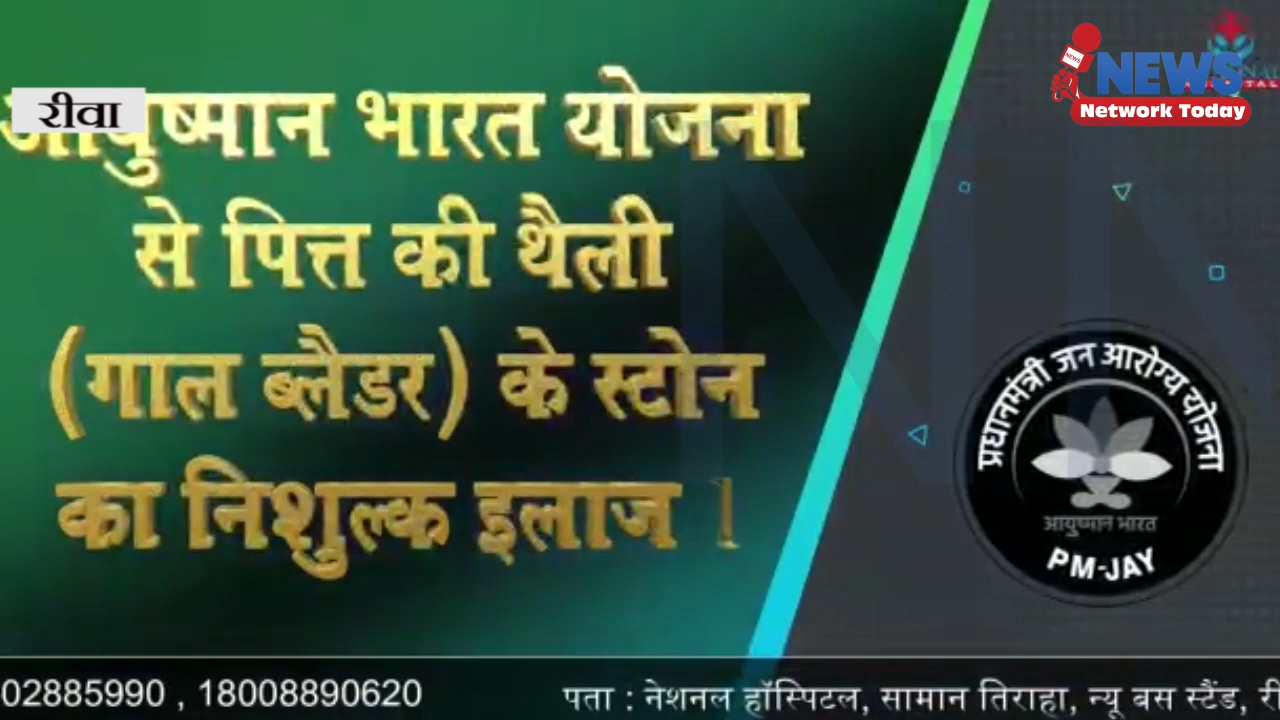 रीवा
आयुष्मान भारत योजना
से पित्त की थैली
(गाल ब्लैडर) के स्टोन
का निशुल्क इलाज ।
NEWS
iNEWS
Network Today
प्रधानमंत्री जन आरोग्य योजना
आयुष्मान भारत
PM-JAY
02885990 , 18008890620
पता : नेशनल हॉस्पिटल, सामान तिराहा, न्यू बस स्टैंड, री